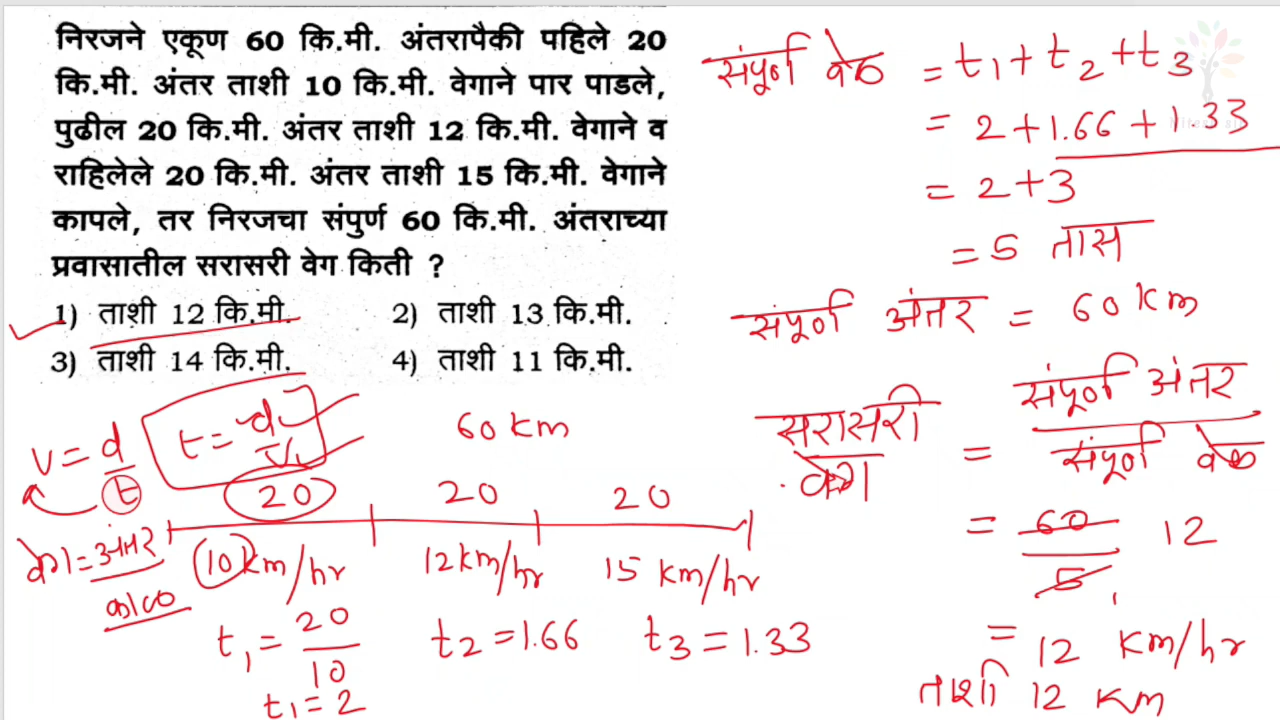 निरजने एकूण 60 कि.मी. अंतरापैकी पहिले 20
कि.मी. अंतर ताशी 10 कि.मी. वेगाने पार पाडले,
पुढील 20 कि.मी. अंतर ताशी 12 कि.मी. वेगाने व
राहिलेले 20 कि.मी. अंतर ताशी 15 कि.मी. वेगाने
कापले, तर निरजचा संपुर्ण 60 कि.मी. अंतराच्या
प्रवासातील सरासरी वेग किती ?
1) ताशी 12 कि.मी. 2) ताशी 13 कि.मी.
3) ताशी 14 कि.मी. 4) ताशी 11 कि.मी.
v = d/t t = d/v
60 km
20 20 20
वेग = अंतर/काळ
10 km/hr 12 km/hr 15 km/hr
t1 = 20/10 t2 = 1.66 t3 = 1.33
t1 = 2
संपूर्ण वेळ = t1 + t2 + t3
= 2 + 1.66 + 1.33
= 2 + 3
= 5 तास
संपूर्ण अंतर = 60 km
सरासरी वेग = संपूर्ण अंतर/संपूर्ण वेळ
= 60/5 12
= 12 km/hr
ताशी 12 km